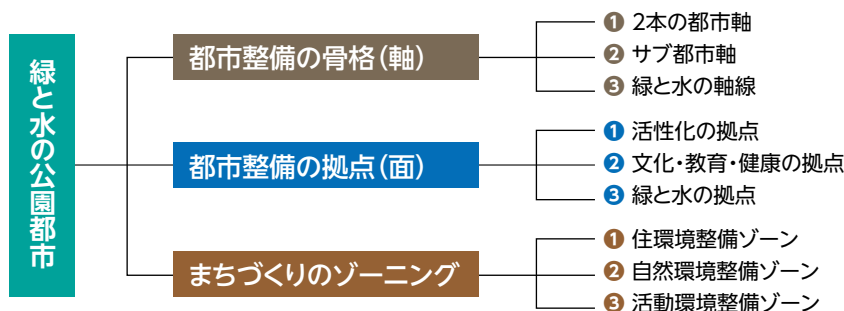 緑と水の公園都市
都市整備の骨格(軸)
❶ 2本の都市軸
❷ サブ都市軸
❸ 緑と水の軸線
都市整備の拠点(面)
❶ 活性化の拠点
❷ 文化・教育・健康の拠点
❸ 緑と水の拠点
まちづくりのゾーニング
❶ 住環境整備ゾーン
❷ 自然環境整備ゾーン
❸ 活動環境整備ゾーン